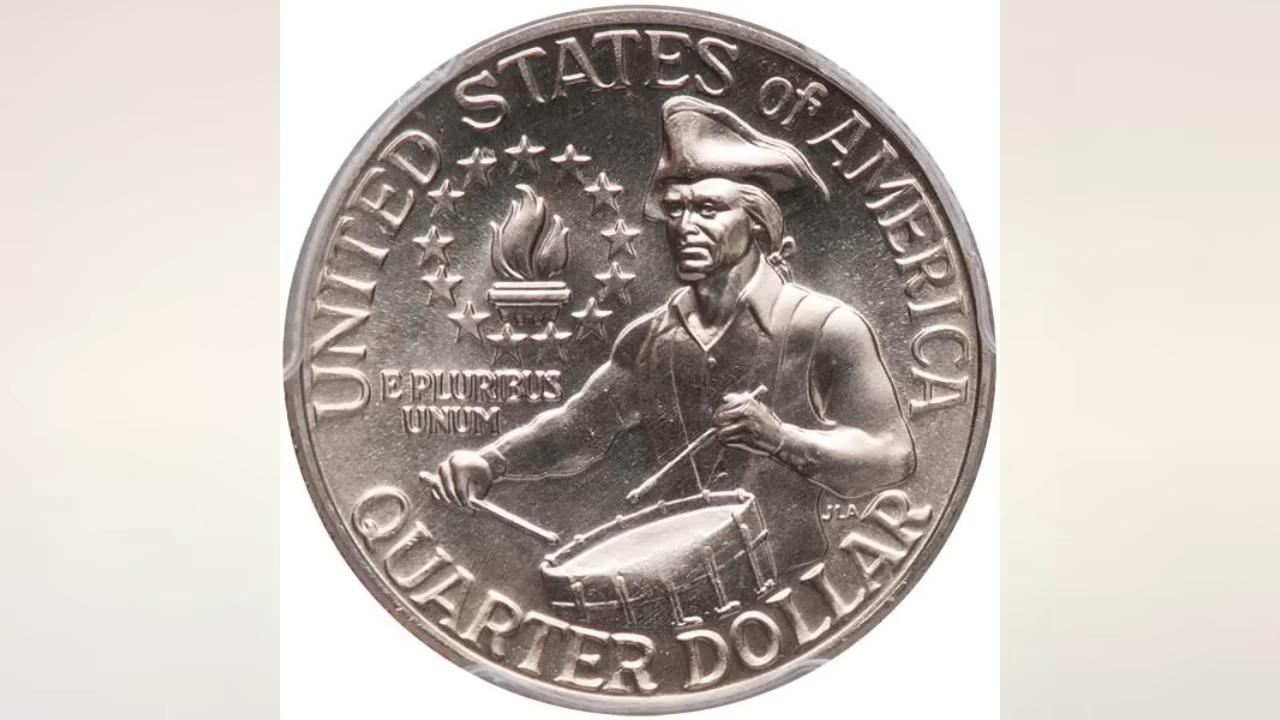 UNITED STATES of AMERICA
E·PLURIBUS
UNUM
JLA
QUARTER DOLLAR